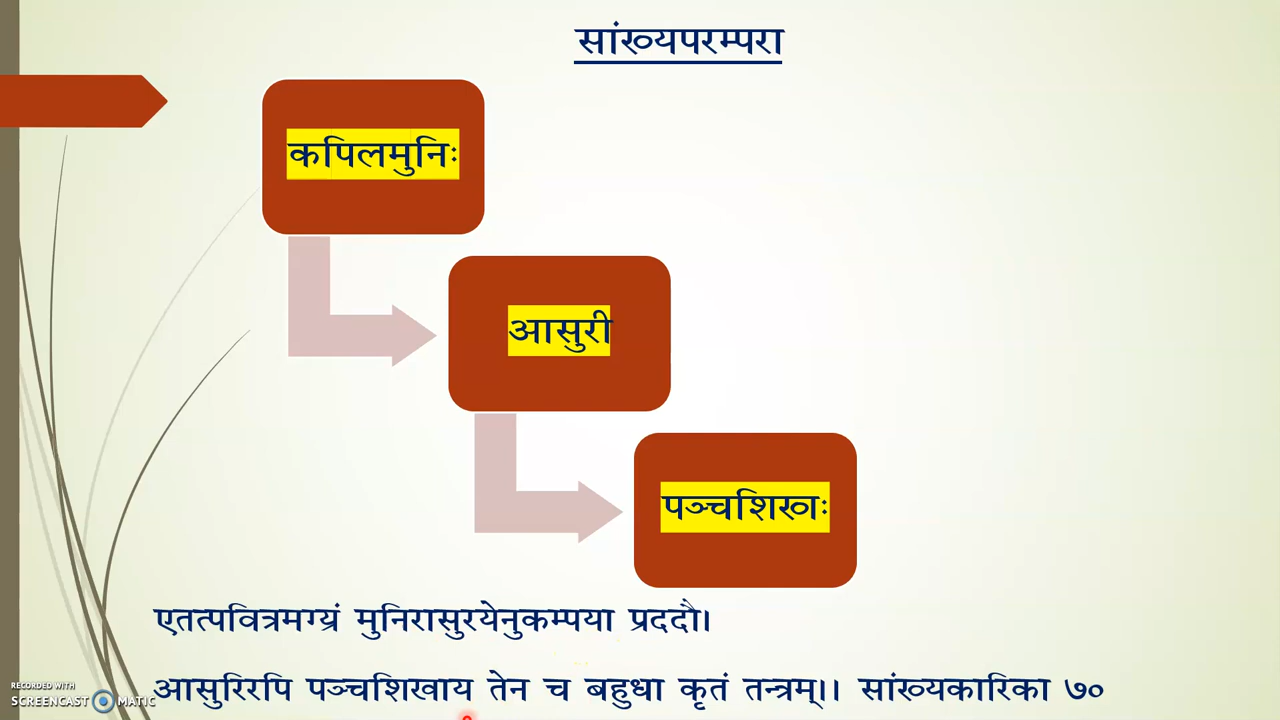 सांख्यपरम्परा
कपिलमुनिः
आसुरी
पञ्चशिखः
एतत्पवित्रमग्य्रं मुनिरासुरयेनुकम्पया प्रददौ।
आसुरिरपि पञ्चशिखाय तेन च बहुधा कृतं तन्त्रम्।। सांख्यकारिका ७०
RECORDED WITH
SCREENCAST MATIC